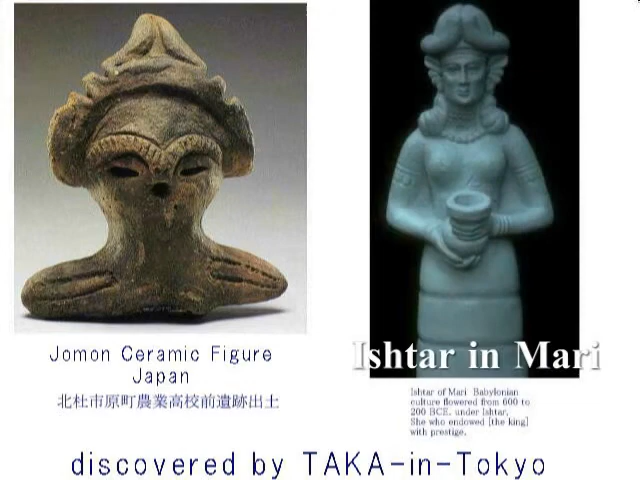 Jomon Ceramic Figure
Japan
北杜市原町農業高校前遺跡出土
Ishtar in Mari
Ishtar of Mari Babylonian
culture flowered from 600 to
200 BCE. under Ishtar,
She who endowed [the king]
with prestige.
discovered by TAKA-in-Tokyo